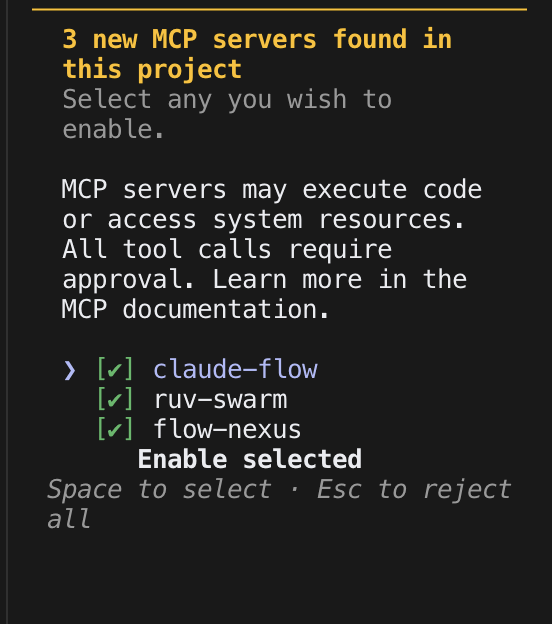 3 new MCP servers found in
this project
Select any you wish to
enable.
MCP servers may execute code
or access system resources.
All tool calls require
approval. Learn more in the
MCP documentation.
❯ [✔] claude-flow
[✔] ruv-swarm
[✔] flow-nexus
Enable selected
Space to select · Esc to reject
all